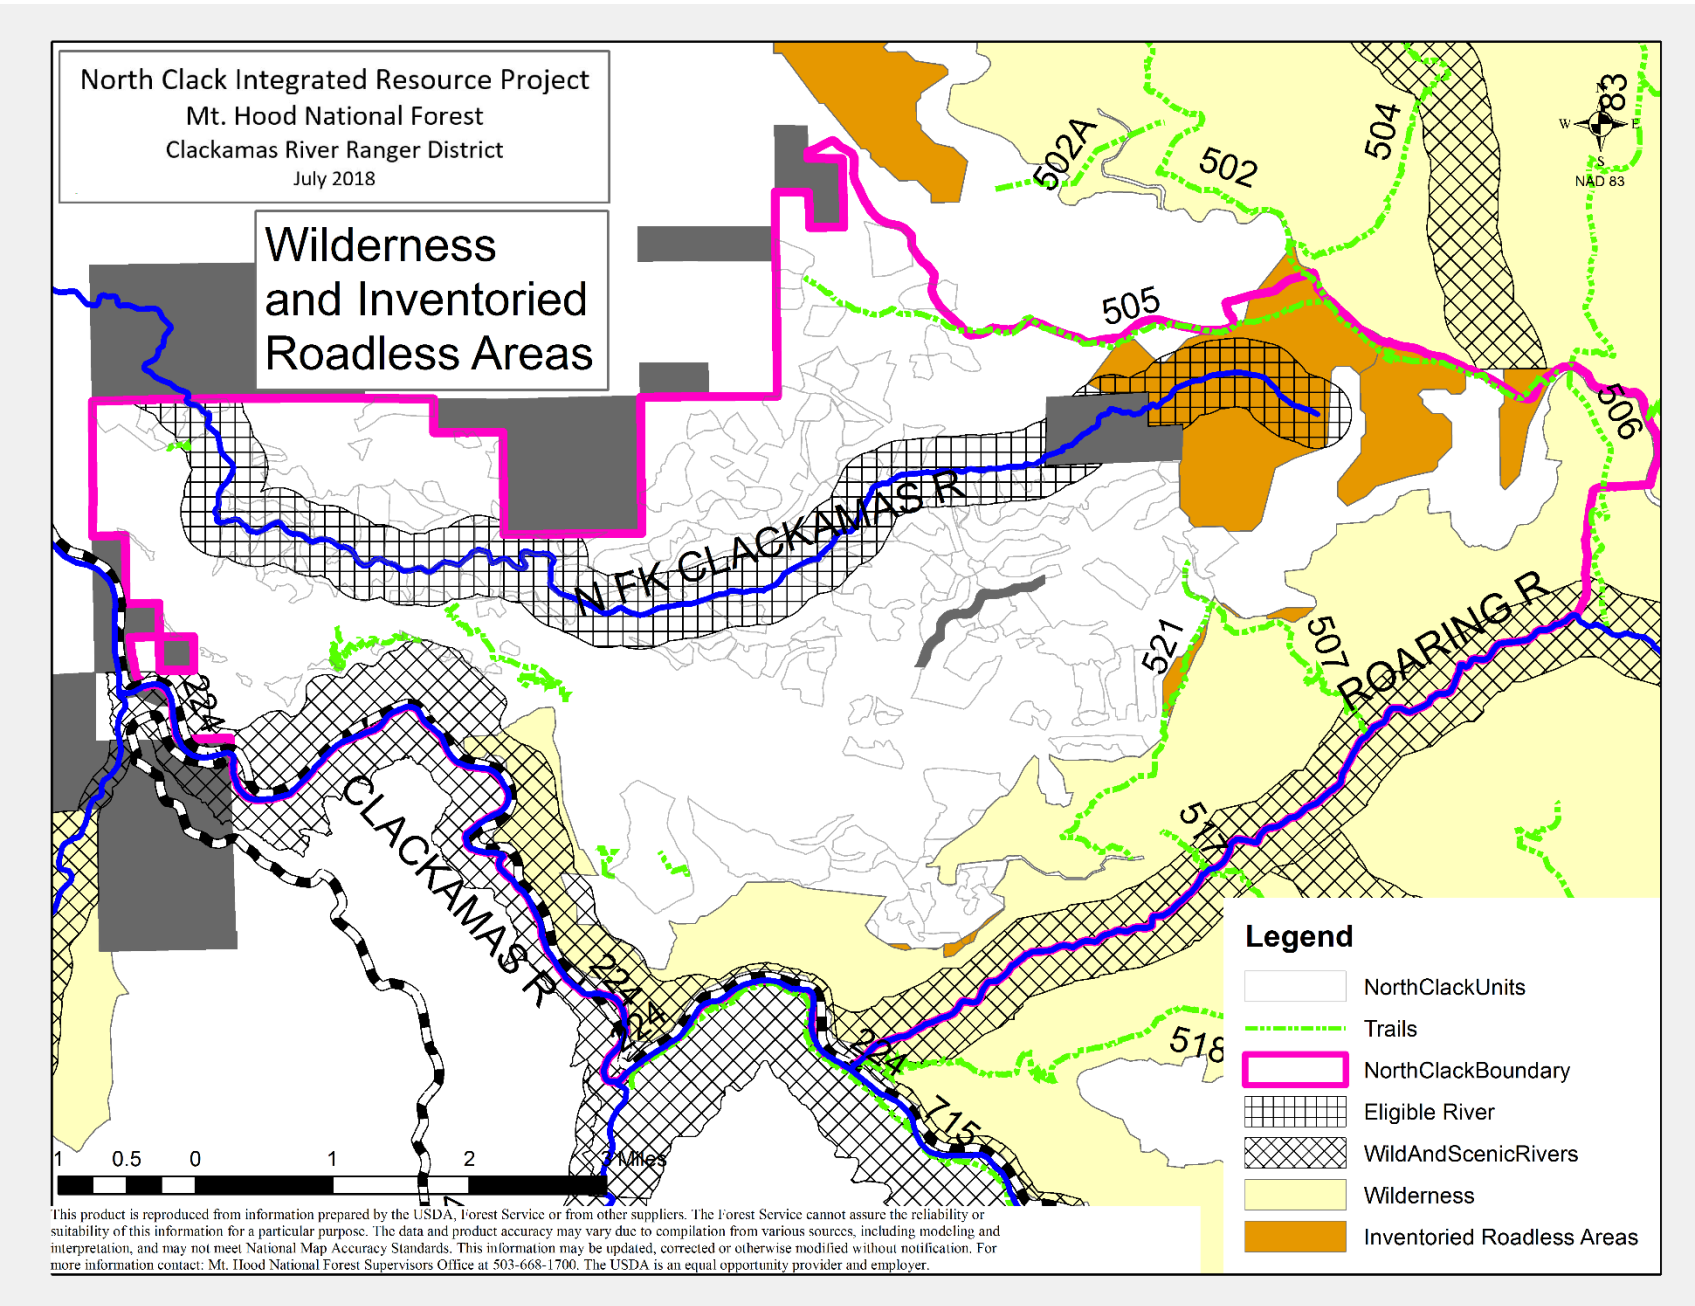 North Clack Integrated Resource Project
Mt. Hood National Forest
Clackamas River Ranger District
July 2018
Wilderness
and Inventoried
Roadless Areas
83
N
W
E
S
NAD 83
504
502A
502
505
506
N FK CLACKAMAS R
521
507
ROARING R
224
CLACKAMAS R
517
224
224
224
518
715
Legend
NorthClackUnits
Trails
NorthClackBoundary
Eligible River
WildAndScenicRivers
Wilderness
Inventoried Roadless Areas
1 0.5 0 1 2 3 Miles
This product is reproduced from information prepared by the USDA, Forest Service or from other suppliers. The Forest Service cannot assure the reliability or
suitability of this information for a particular purpose. The data and product accuracy may vary due to compilation from various sources, including modeling and
interpretation, and may not meet National Map Accuracy Standards. This information may be updated, corrected or otherwise modified without notification. For
more information contact: Mt. Hood National Forest Supervisors Office at 503-668-1700. The USDA is an equal opportunity provider and employer.